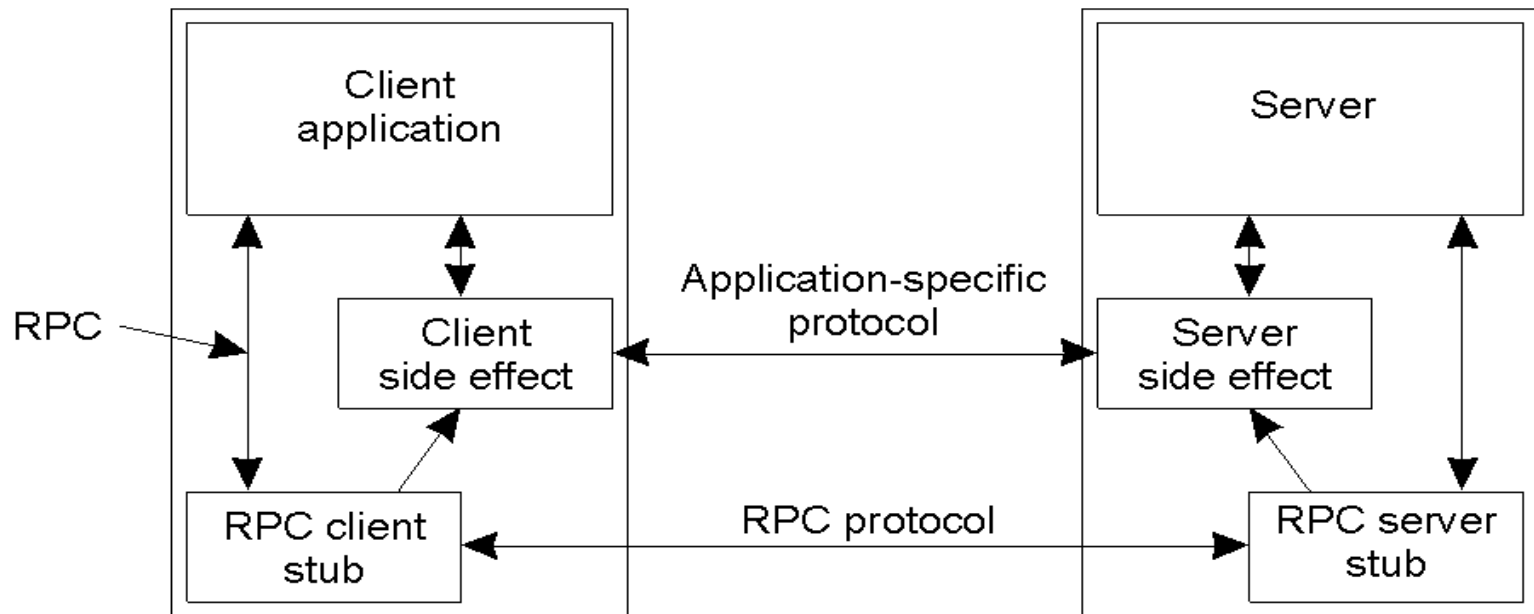 Client
application
Server
Application-specific
protocol
RPC
Client
side effect
Server
side effect
RPC protocol
RPC client
stub
RPC server
stub